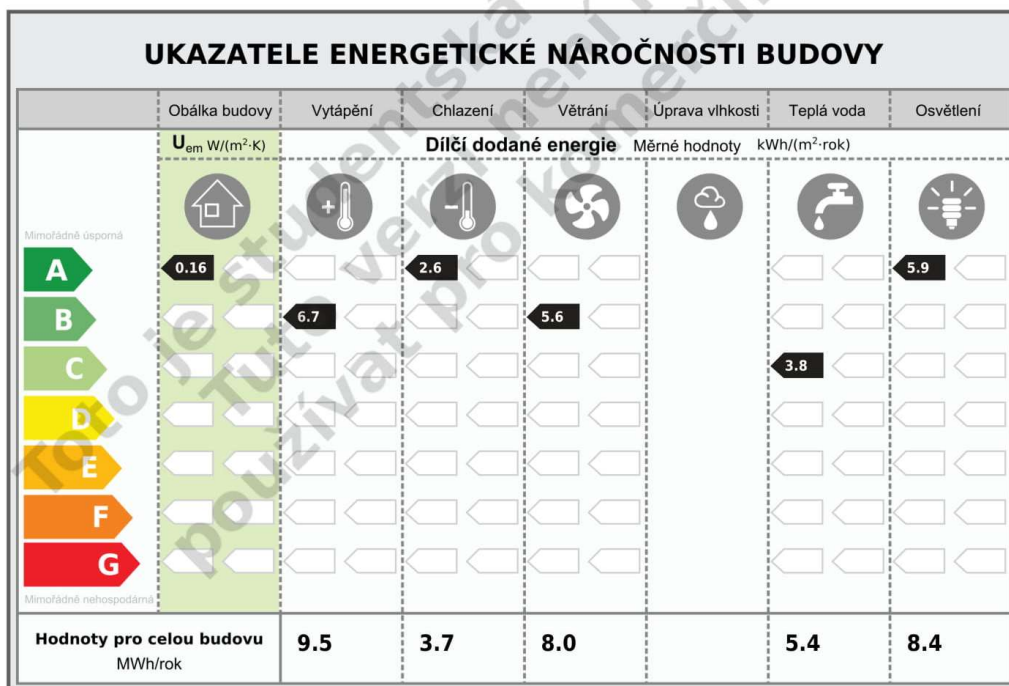 UKAZATELE ENERGETICKÉ NÁROČNOSTI BUDOVY
Obálka budovy Vytápění Chlazení Větrání Úprava vlhkosti Teplá voda Osvětlení
Uem W/(m²·K) Dílčí dodané energie Měrné hodnoty kWh/(m²·rok)
Mimořádně úsporná
A 0.16 2.6 5.9
B 6.7 5.6
C 3.8
D
E
F
G
Mimořádně nehospodárná
Hodnoty pro celou budovu 9.5 3.7 8.0 5.4 8.4
MWh/rok
Toto je studentská
Tuto verzi není
používat pro komerč